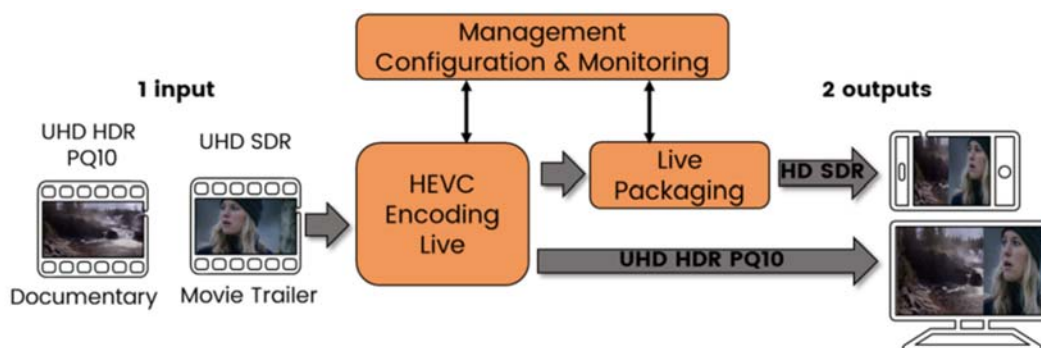 Management
Configuration & Monitoring
1 input
2 outputs
UHD HDR
PQ10
UHD SDR
HEVC
Encoding
Live
Live
Packaging
HD SDR
UHD HDR PQ10
Documentary
Movie Trailer